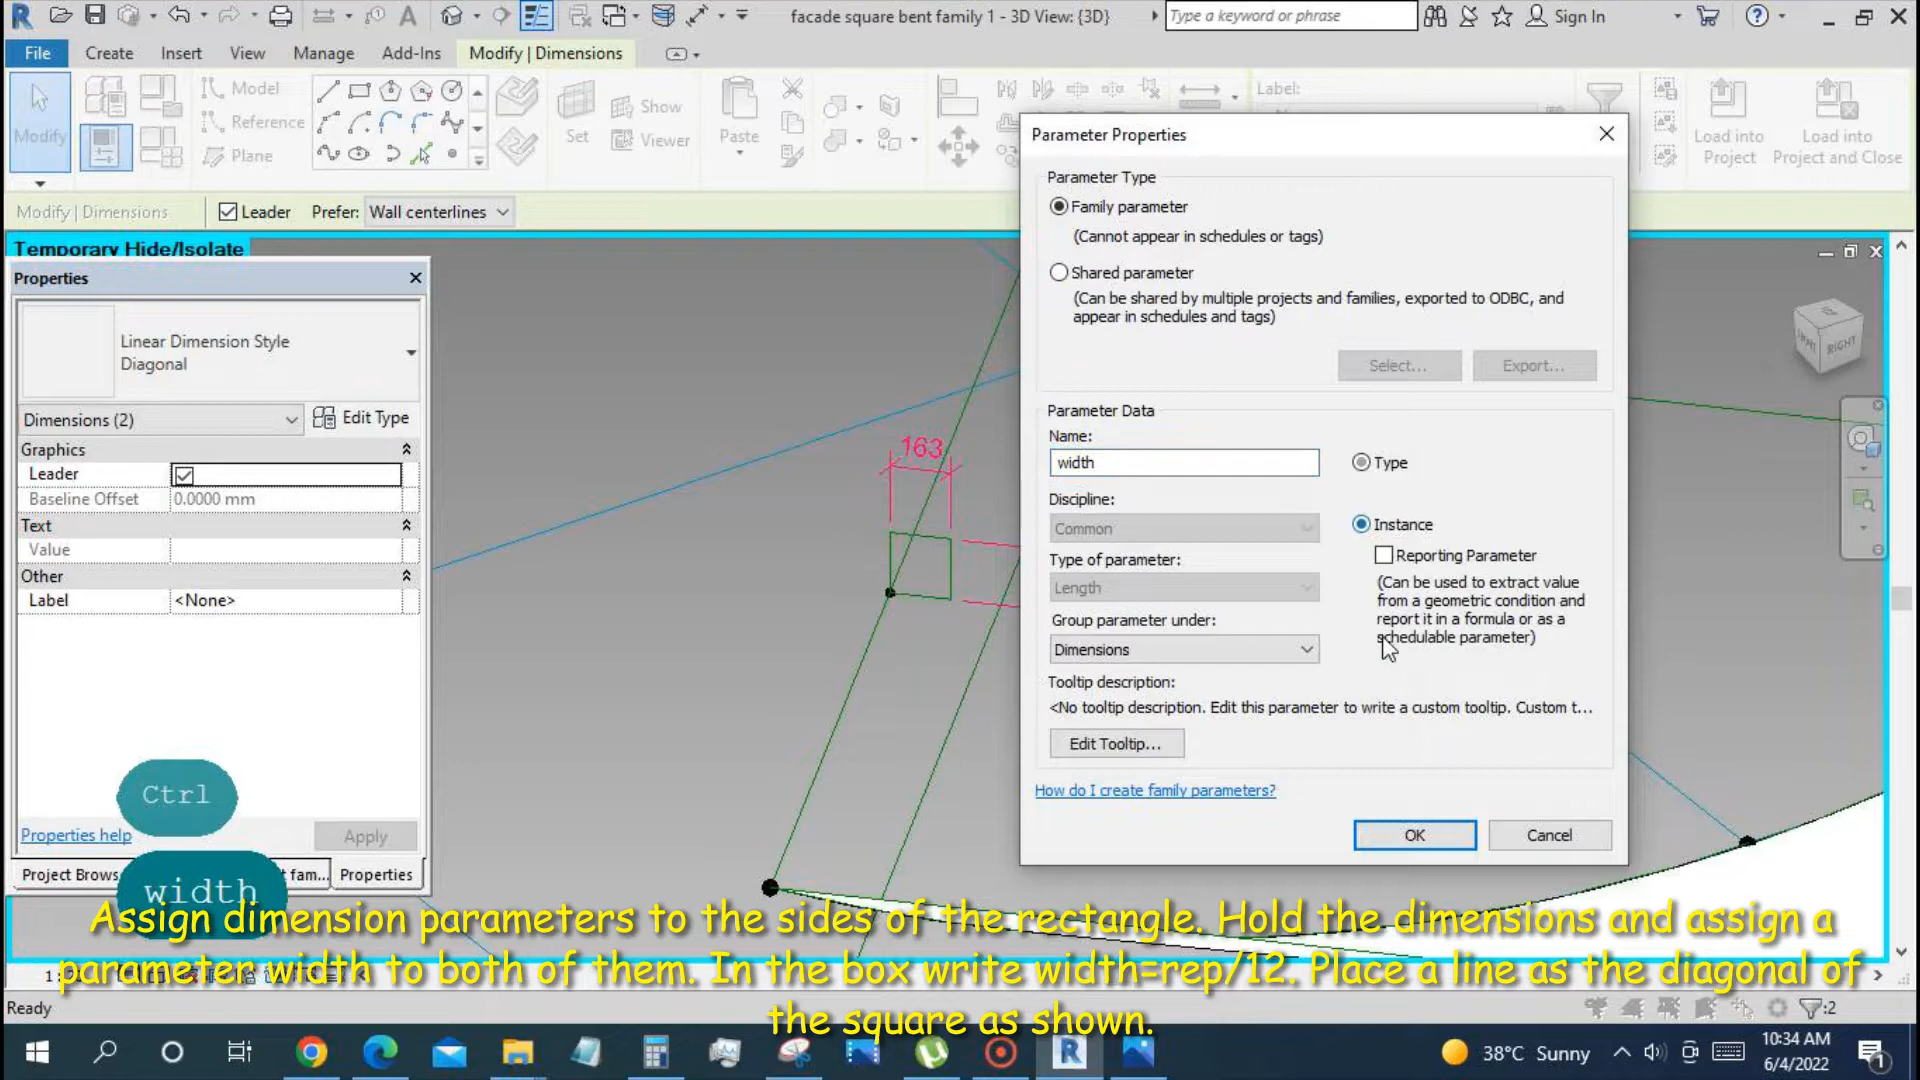 facade square bent family 1 - 3D View: {3D}
Type a keyword or phrase
Sign In
File
Create
Insert
View
Manage
Add-Ins
Modify | Dimensions
Modify
Model
Reference
Plane
Set
Show
Viewer
Paste
Label:
Load into
Project
Load into
Project and Close
Modify | Dimensions
Leader
Prefer:
Wall centerlines
Temporary Hide/Isolate
Properties
Linear Dimension Style
Diagonal
Dimensions (2)
Edit Type
Graphics
Leader
Baseline Offset
0.0000 mm
Text
Value
Other
Label
<None>
Properties help
Apply
Project Brows
t fam...
Properties
Ctrl
width
163
RIGHT
Parameter Properties
Parameter Type
Family parameter
(Cannot appear in schedules or tags)
Shared parameter
(Can be shared by multiple projects and families, exported to ODBC, and
appear in schedules and tags)
Select...
Export...
Parameter Data
Name:
width
Type
Discipline:
Common
Instance
Reporting Parameter
(Can be used to extract value
from a geometric condition and
report it in a formula or as a
schedulable parameter)
Type of parameter:
Length
Group parameter under:
Dimensions
Tooltip description:
<No tooltip description. Edit this parameter to write a custom tooltip. Custom t...
Edit Tooltip...
How do I create family parameters?
OK
Cancel
Assign dimension parameters to the sides of the rectangle. Hold the dimensions and assign a
parameter width to both of them. In the box write width=rep/12. Place a line as the diagonal of
the square as shown.
Ready
:2
38°C Sunny
10:34 AM
6/4/2022
1